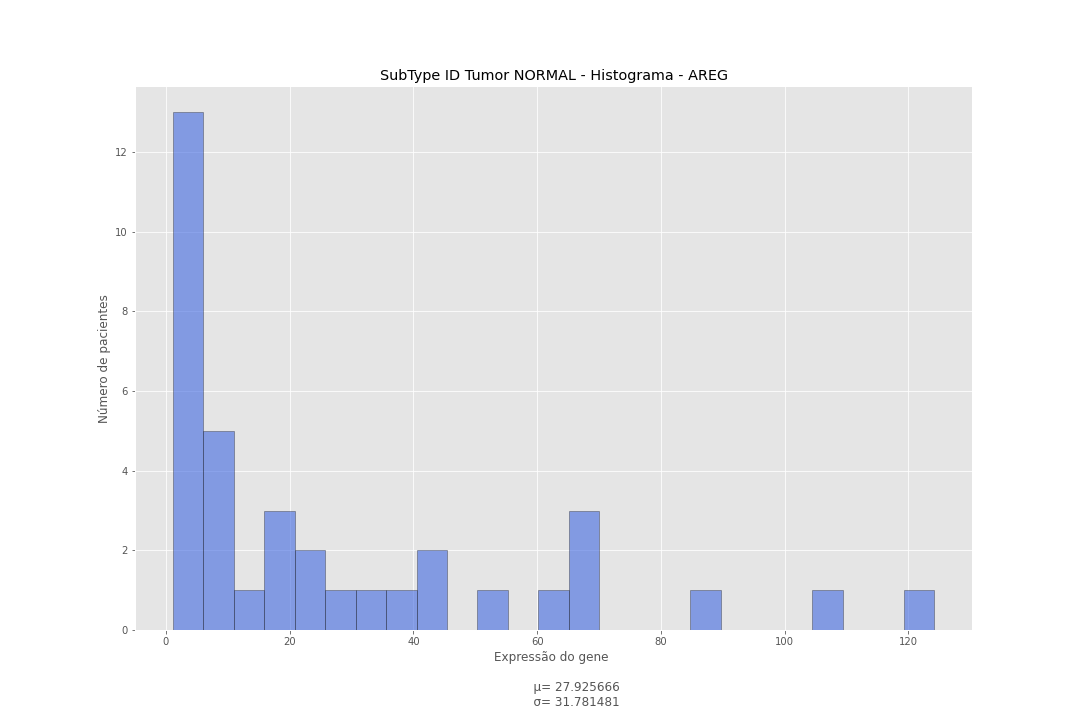 SubType ID Tumor NORMAL - Histograma - AREG
12
10
8
6
4
2
0
Número de pacientes
0 20 40 60 80 100 120
Expressão do gene
μ= 27.925666
σ= 31.781481